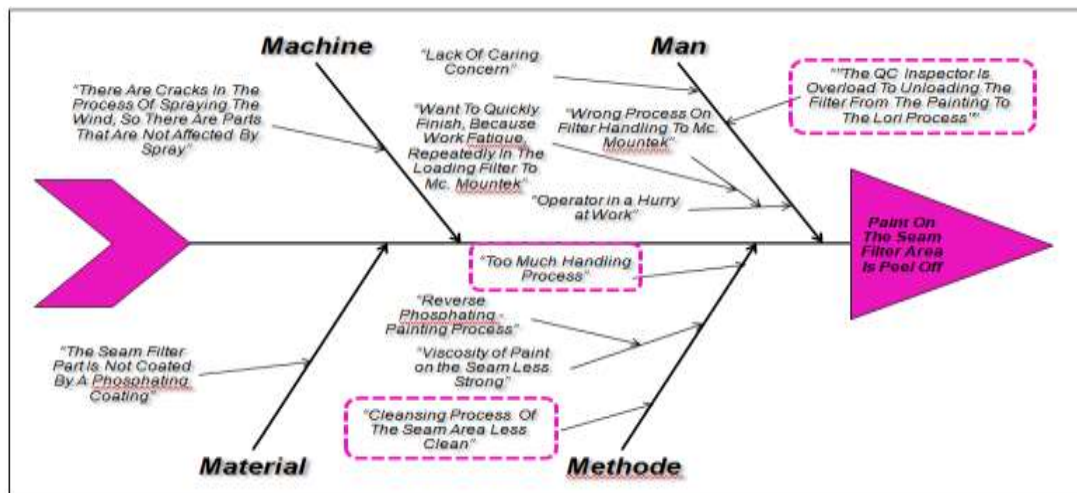 Machine
Man
"There Are Cracks In The
Process Of Spraying The
Wind, So There Are Parts
That Are Not Affected By
Spray"
"Lack Of Caring
Concern"
"Want To Quickly
Finish, Because
Work Fatique,
Repeatedly In The
Loading Filter To
Mc. Mountek"
"Wrong Process On
Filter Handling To Mc.
Mountek"
"Operator in a Hurry
at Work"
""The QC Inspector Is
Overload To Unloading The
Filter From The Painting To
The Lori Process""
Paint On
The Seam
Filter Area
Is Peel Off
"Too Much Handling
Process"
"Reverse
Phosphating -
Painting Process"
"Viscosity of Paint
on the Seam Less
Strong"
"Cleansing Process Of
The Seam Area Less
Clean"
"The Seam Filter
Part Is Not Coated
By A Phosphating
Coating"
Material
Methode